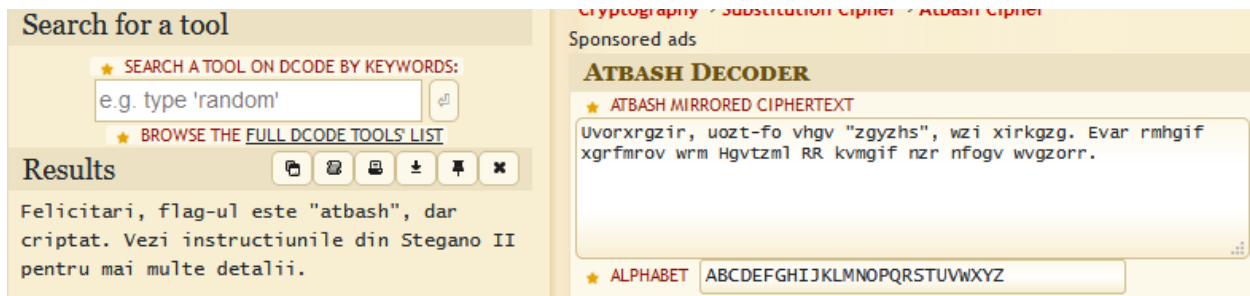 Search for a tool
SEARCH A TOOL ON DCODE BY KEYWORDS:
e.g. type 'random'
BROWSE THE FULL DCODE TOOLS' LIST
Results
Felicitari, flag-ul este "atbash", dar
criptat. Vezi instructiunile din Stegano II
pentru mai multe detalii.
Cryptography › Substitution Cipher › Atbash Cipher
Sponsored ads
ATBASH DECODER
ATBASH MIRRORED CIPHERTEXT
Uvorxrgzir, uozt-fo vhgv "zgyzhs", wzi xirkgzg. Evar rmhgif
xgrfmrov wrm Hgvtzml RR kvmgif nzr nfogv wvgzorr.
ALPHABET ABCDEFGHIJKLMNOPQRSTUVWXYZ